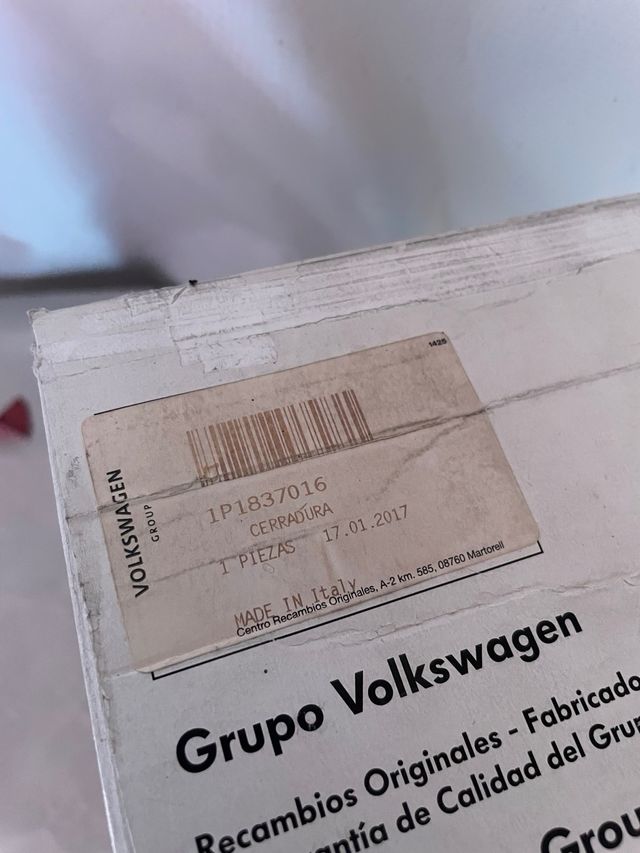 1425
VOLKSWAGEN
GROUP
1P1837016
CERRADURA
1 PIEZAS 17.01.2017
MADE IN Italy
Centro Recambios Originales, A-2 km. 585, 08760 Martorell
Grupo Volkswagen
Recambios Originales - Fabricado
antía de Calidad del Gru
Grou